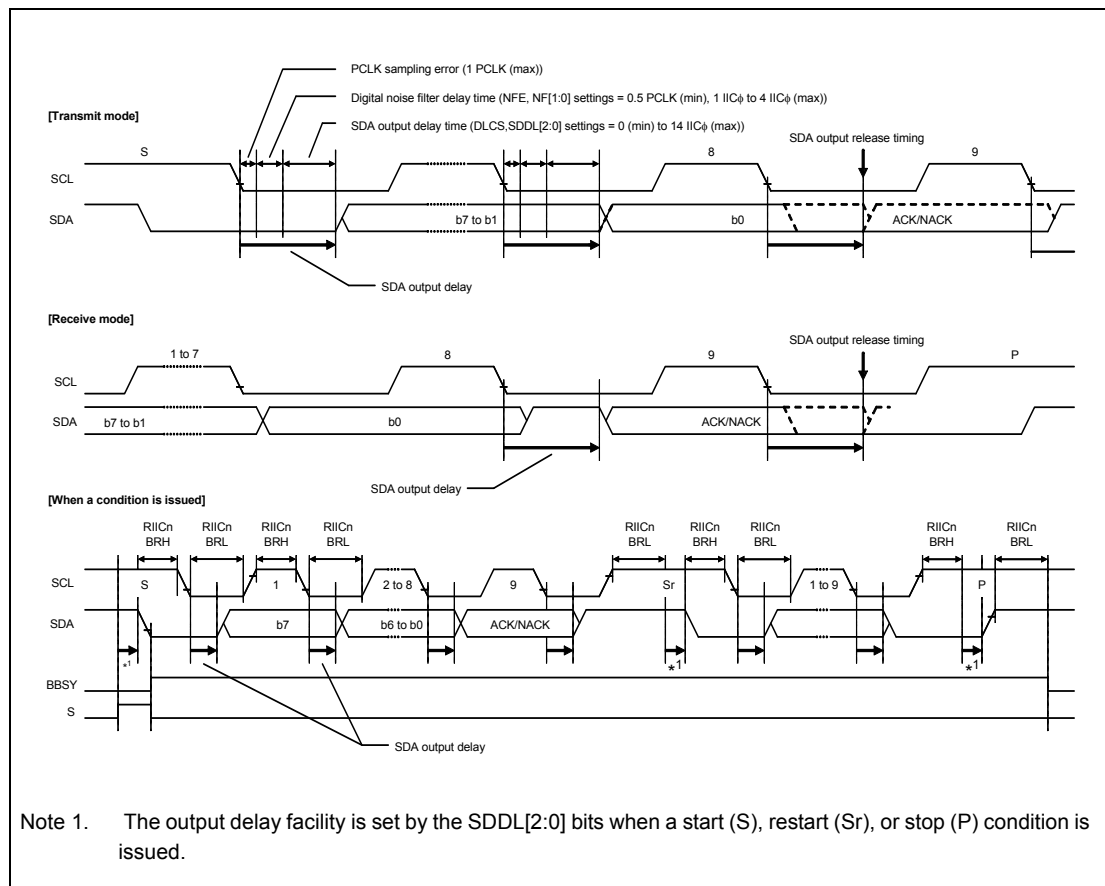 PCLK sampling error (1 PCLK (max))
Digital noise filter delay time (NFE, NF[1:0] settings = 0.5 PCLK (min), 1 IICϕ to 4 IICϕ (max))
[Transmit mode]
SDA output delay time (DLCS,SDDL[2:0] settings = 0 (min) to 14 IICϕ (max))
SDA output release timing
S 8 9
SCL
SDA
b7 to b1 b0 ACK/NACK
SDA output delay
[Receive mode]
SDA output release timing
1 to 7 8 9 P
SCL
SDA
b7 to b1 b0 ACK/NACK
SDA output delay
[When a condition is issued]
RIICn RIICn RIICn RIICn RIICn RIICn RIICn RIICn RIICn
BRH BRL BRH BRL BRL BRH BRL BRH BRL
SCL
S 1 2 to 8 9 Sr 1 to 9 P
SDA
b7 b6 to b0 ACK/NACK
*1 *1 *1
BBSY
S
SDA output delay
Note 1. The output delay facility is set by the SDDL[2:0] bits when a start (S), restart (Sr), or stop (P) condition is
issued.